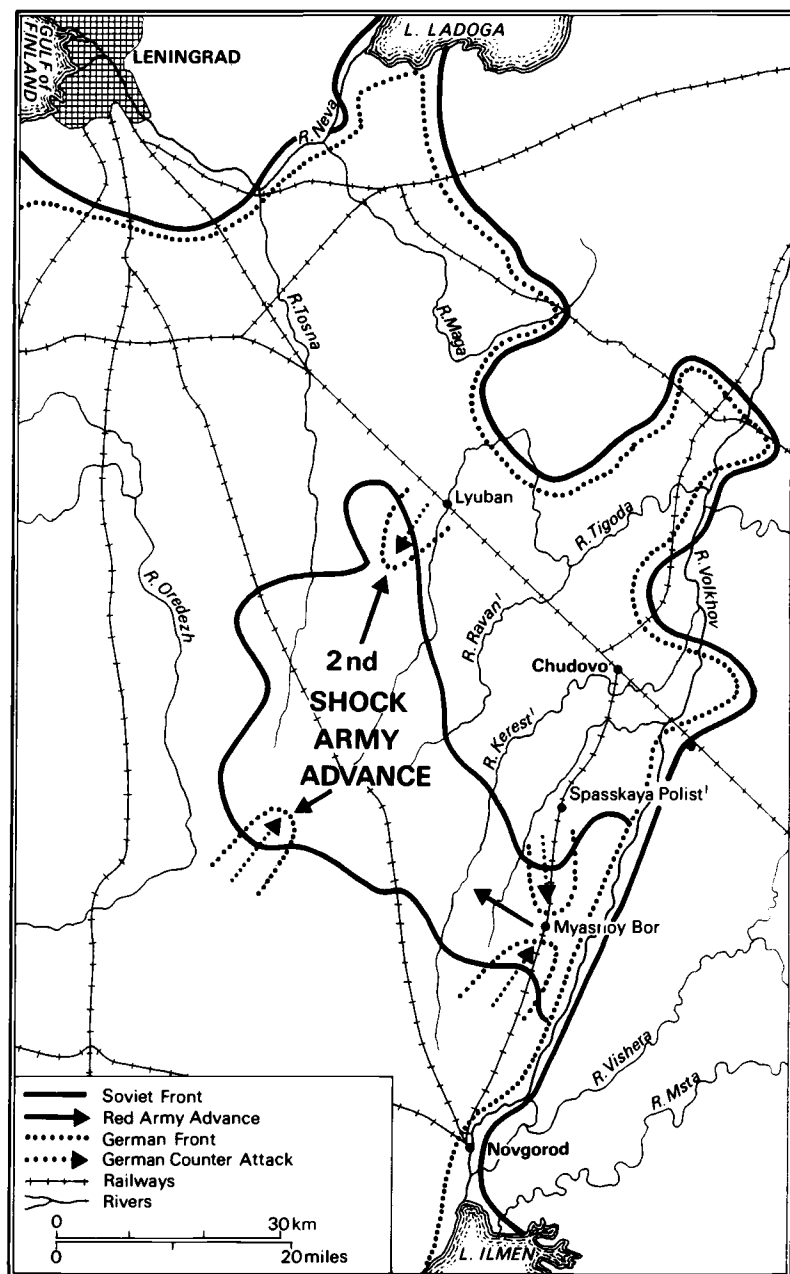 L. LADOGA
GULF of
FINLAND
LENINGRAD
R. Neva
R. Tosna
R. Maga
Lyuban
R. Tigoda
R. Oredezh
R. Volkhov
R. Ravan'
2nd
SHOCK
ARMY
ADVANCE
Chudovo
R. Kerest'
Spasskaya Polist'
Myasnoy Bor
R. Vishera
R. Msta
Novgorod
L. ILMEN
Soviet Front
Red Army Advance
German Front
German Counter Attack
Railways
Rivers
0 30 km
0 20 miles